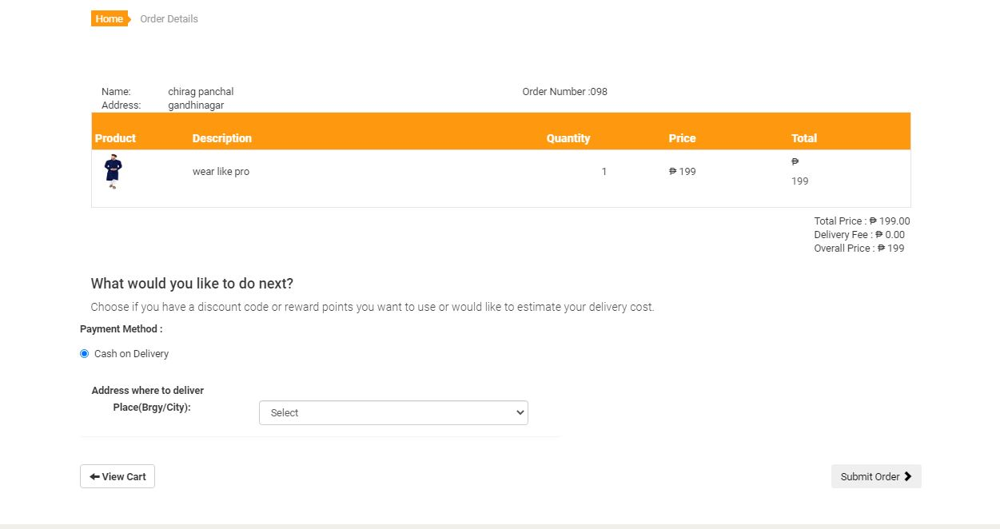 Home Order Details
Name: chirag panchal Order Number :098
Address: gandhinagar
Product Description Quantity Price Total
wear like pro 1 ₱ 199 ₱
199
Total Price : ₱ 199.00
Delivery Fee : ₱ 0.00
Overall Price : ₱ 199
What would you like to do next?
Choose if you have a discount code or reward points you want to use or would like to estimate your delivery cost.
Payment Method :
Cash on Delivery
Address where to deliver
Place(Brgy/City): Select
View Cart Submit Order